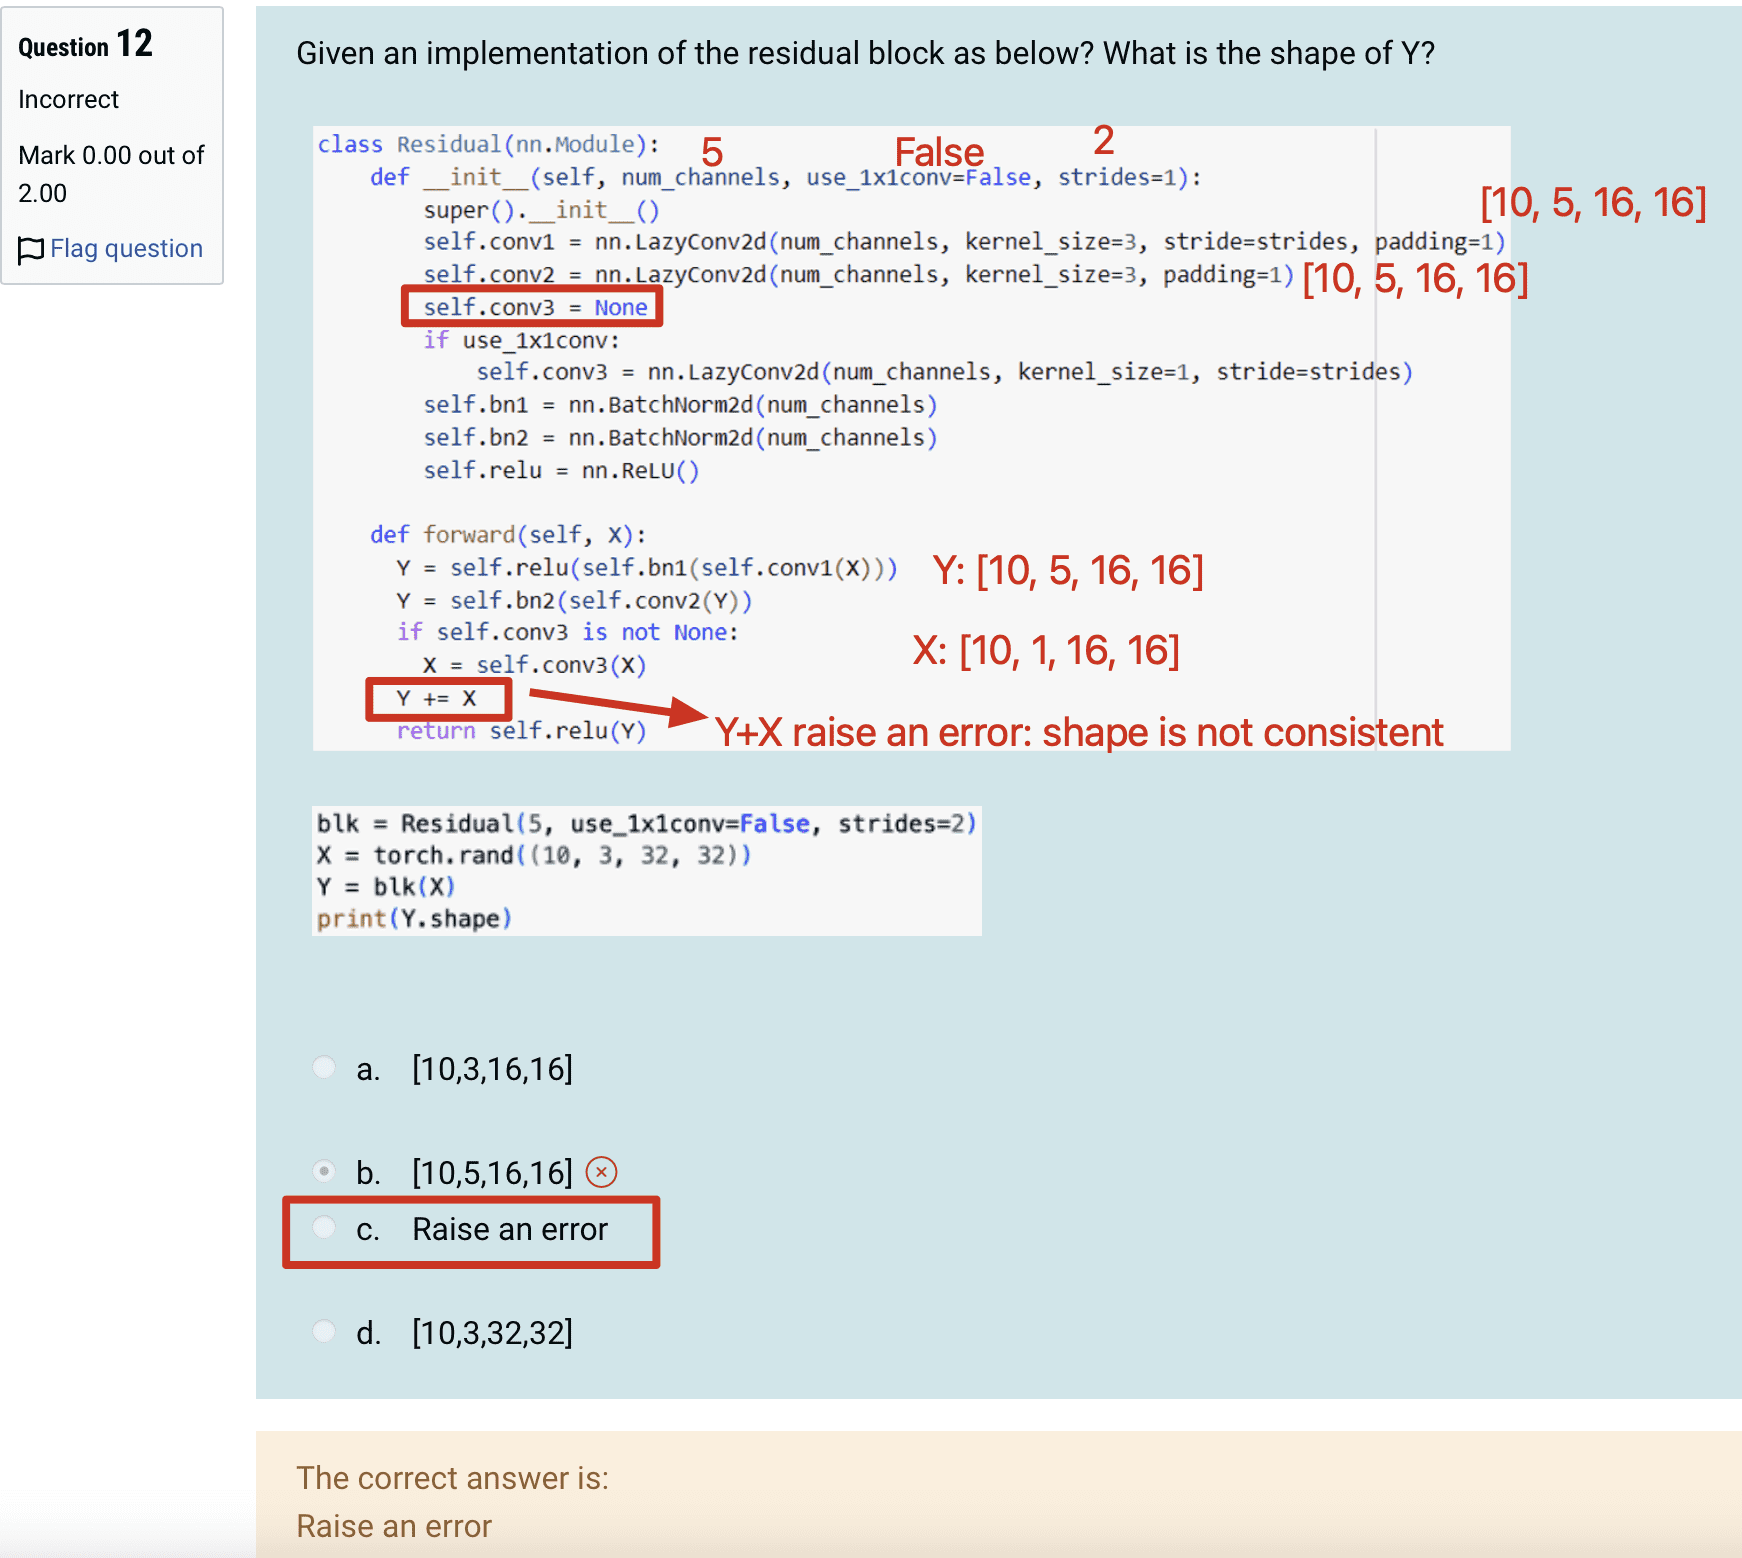 Question 12
Incorrect
Mark 0.00 out of
2.00
Flag question
Given an implementation of the residual block as below? What is the shape of Y?
class Residual(nn.Module):
5
False
2
def __init__(self, num_channels, use_1x1conv=False, strides=1):
super().__init__()
[10, 5, 16, 16]
self.conv1 = nn.LazyConv2d(num_channels, kernel_size=3, stride=strides, padding=1)
self.conv2 = nn.LazyConv2d(num_channels, kernel_size=3, padding=1) [10, 5, 16, 16]
self.conv3 = None
if use_1x1conv:
self.conv3 = nn.LazyConv2d(num_channels, kernel_size=1, stride=strides)
self.bn1 = nn.BatchNorm2d(num_channels)
self.bn2 = nn.BatchNorm2d(num_channels)
self.relu = nn.ReLU()
def forward(self, X):
Y = self.relu(self.bn1(self.conv1(X))) Y: [10, 5, 16, 16]
Y = self.bn2(self.conv2(Y))
if self.conv3 is not None:
X: [10, 1, 16, 16]
X = self.conv3(X)
Y += X
return self.relu(Y)
Y+X raise an error: shape is not consistent
blk = Residual(5, use_1x1conv=False, strides=2)
X = torch.rand((10, 3, 32, 32))
Y = blk(X)
print(Y.shape)
a. [10,3,16,16]
b. [10,5,16,16]
c. Raise an error
d. [10,3,32,32]
The correct answer is:
Raise an error